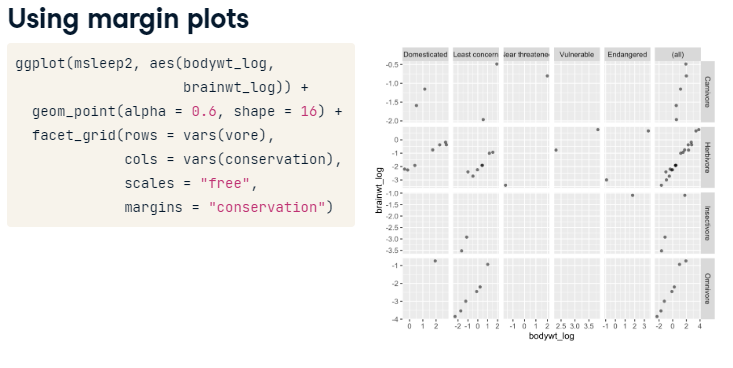 Using margin plots
ggplot(msleep2, aes(bodywt_log,
brainwt_log)) +
geom_point(alpha = 0.6, shape = 16) +
facet_grid(rows = vars(vore),
cols = vars(conservation),
scales = "free",
margins = "conservation")
Domesticated Least concern ear threatene Vulnerable Endangered (all)
-0.5
-1.0
-1.5
-2.0
Carnivore
0
-1
-2
-3
Herbivore
-1.0
-1.5
-2.0
-2.5
-3.0
-3.5
Insectivore
-1
-2
-3
-4
Omnivore
brainwt_log
0 1 2 -2 -1 0 1 2 -1 0 1 2 2.5 3.0 3.5 -1 0 1 2 3 -2 0 2 4
bodywt_log